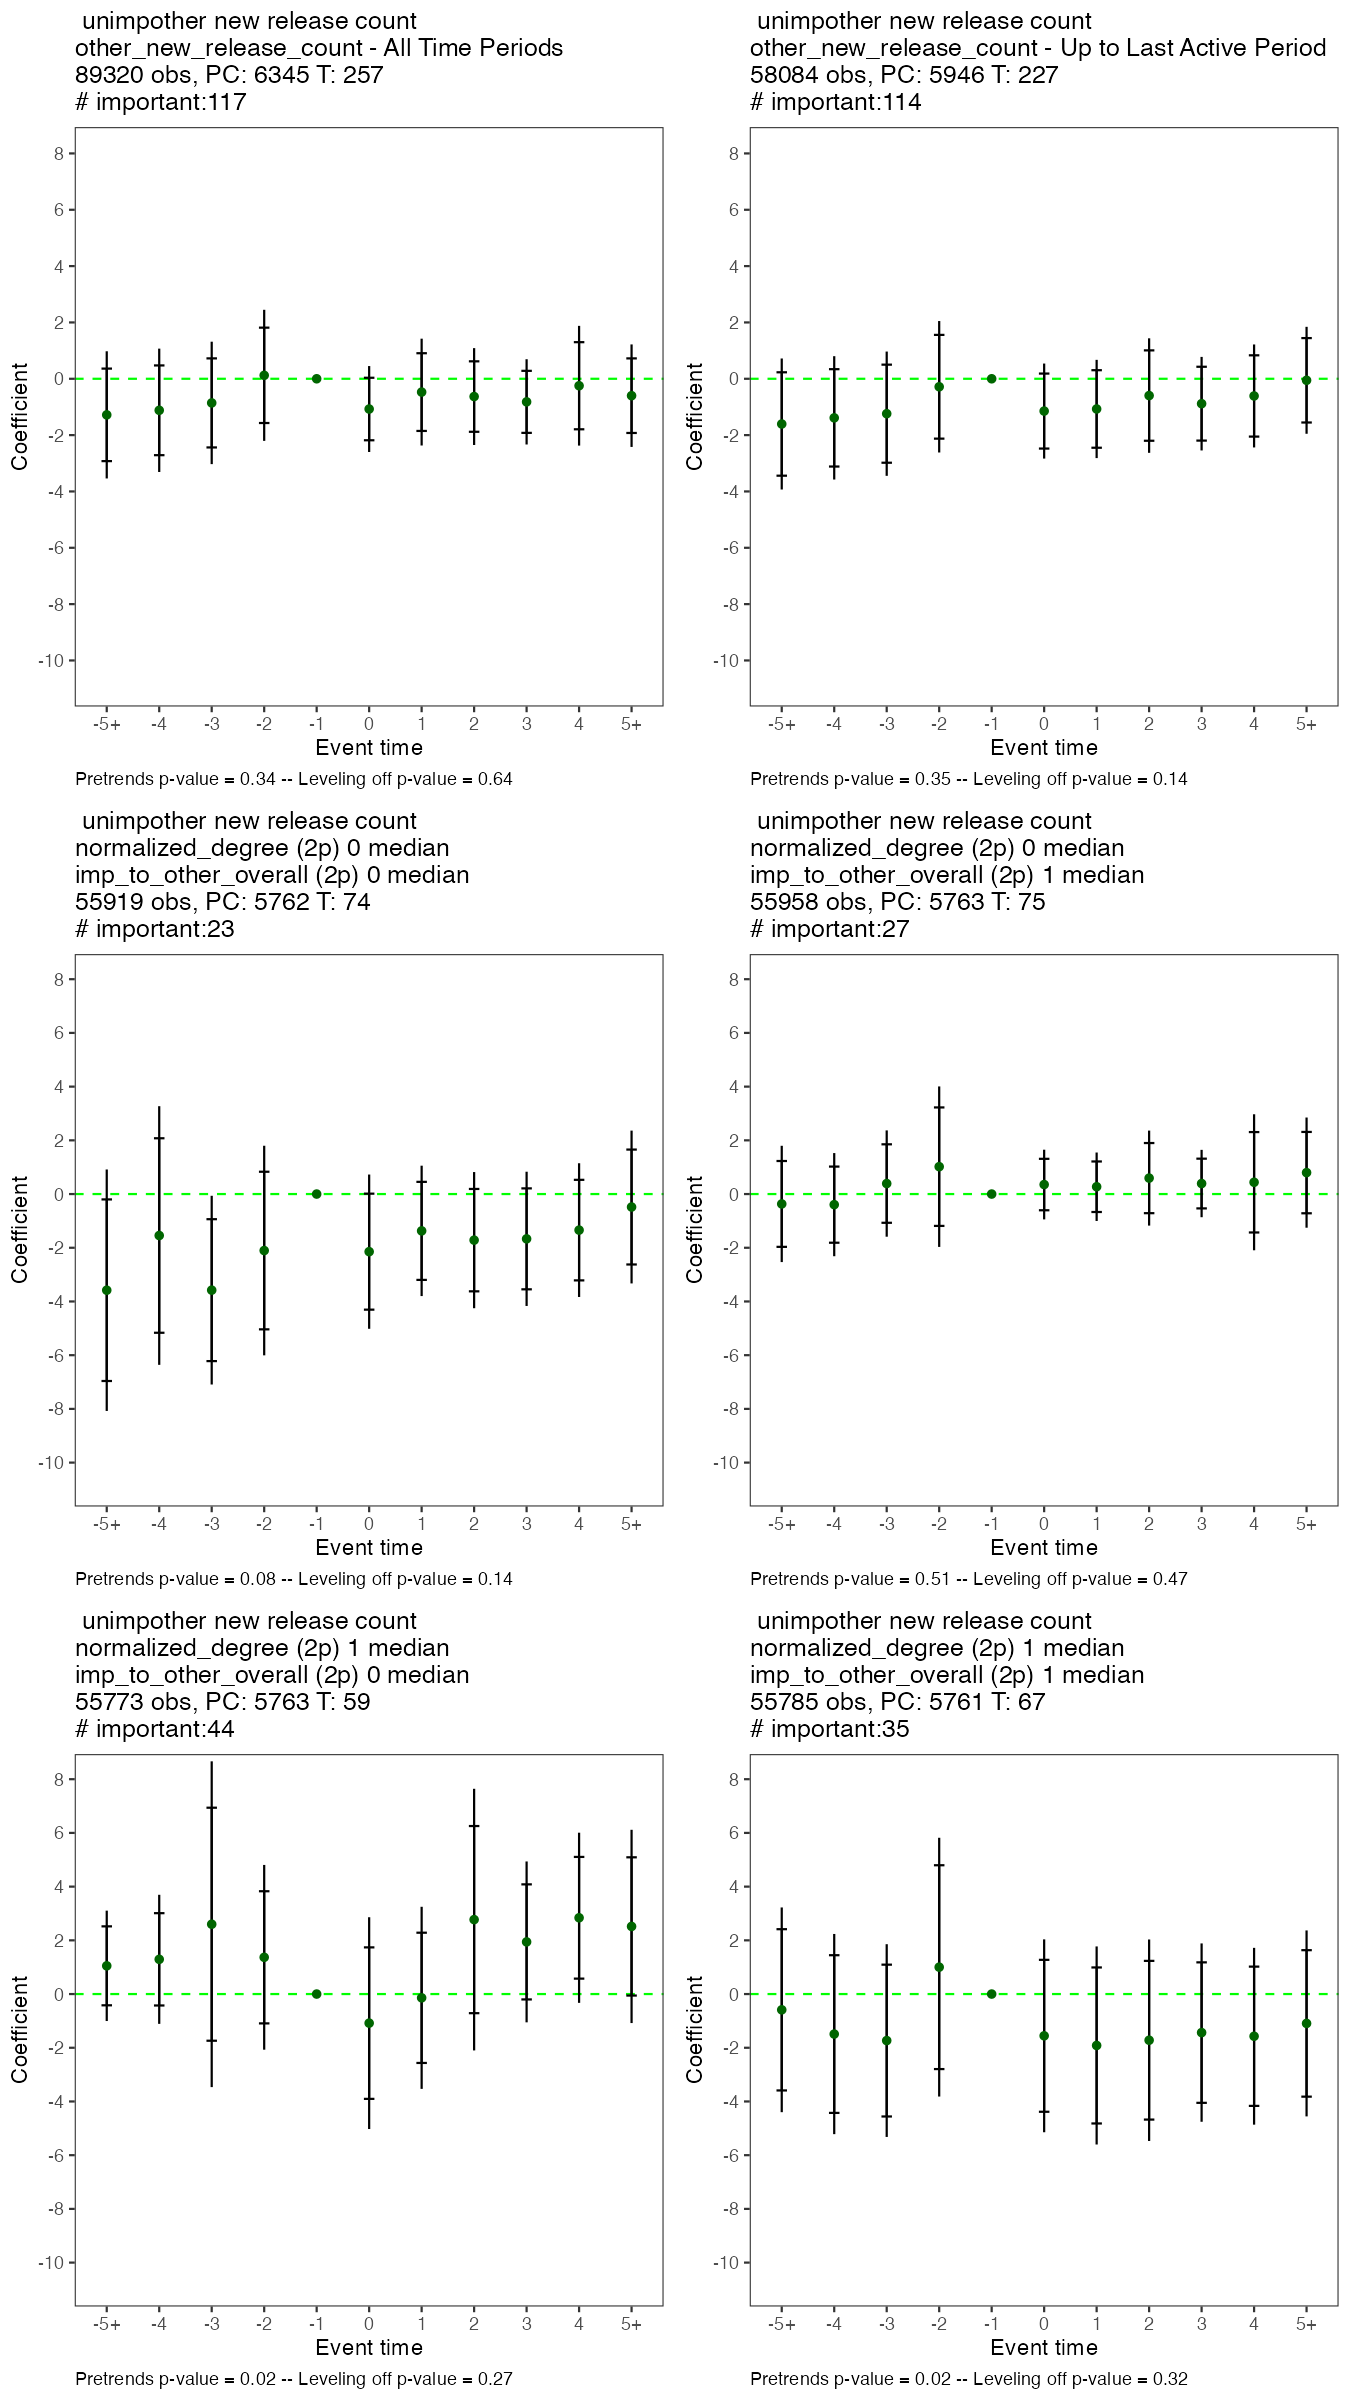 unimpother new release count
other_new_release_count - All Time Periods
89320 obs, PC: 6345 T: 257
# important:117
8
6
4
2
0
-2
-4
-6
-8
-10
Coefficient
-5+ -4 -3 -2 -1 0 1 2 3 4 5+
Event time
Pretrends p-value = 0.34 -- Leveling off p-value = 0.64
unimpother new release count
other_new_release_count - Up to Last Active Period
58084 obs, PC: 5946 T: 227
# important:114
8
6
4
2
0
-2
-4
-6
-8
-10
Coefficient
-5+ -4 -3 -2 -1 0 1 2 3 4 5+
Event time
Pretrends p-value = 0.35 -- Leveling off p-value = 0.14
unimpother new release count
normalized_degree (2p) 0 median
imp_to_other_overall (2p) 0 median
55919 obs, PC: 5762 T: 74
# important:23
8
6
4
2
0
-2
-4
-6
-8
-10
Coefficient
-5+ -4 -3 -2 -1 0 1 2 3 4 5+
Event time
Pretrends p-value = 0.08 -- Leveling off p-value = 0.14
unimpother new release count
normalized_degree (2p) 0 median
imp_to_other_overall (2p) 1 median
55958 obs, PC: 5763 T: 75
# important:27
8
6
4
2
0
-2
-4
-6
-8
-10
Coefficient
-5+ -4 -3 -2 -1 0 1 2 3 4 5+
Event time
Pretrends p-value = 0.51 -- Leveling off p-value = 0.47
unimpother new release count
normalized_degree (2p) 1 median
imp_to_other_overall (2p) 0 median
55773 obs, PC: 5763 T: 59
# important:44
8
6
4
2
0
-2
-4
-6
-8
-10
Coefficient
-5+ -4 -3 -2 -1 0 1 2 3 4 5+
Event time
Pretrends p-value = 0.02 -- Leveling off p-value = 0.27
unimpother new release count
normalized_degree (2p) 1 median
imp_to_other_overall (2p) 1 median
55785 obs, PC: 5761 T: 67
# important:35
8
6
4
2
0
-2
-4
-6
-8
-10
Coefficient
-5+ -4 -3 -2 -1 0 1 2 3 4 5+
Event time
Pretrends p-value = 0.02 -- Leveling off p-value = 0.32